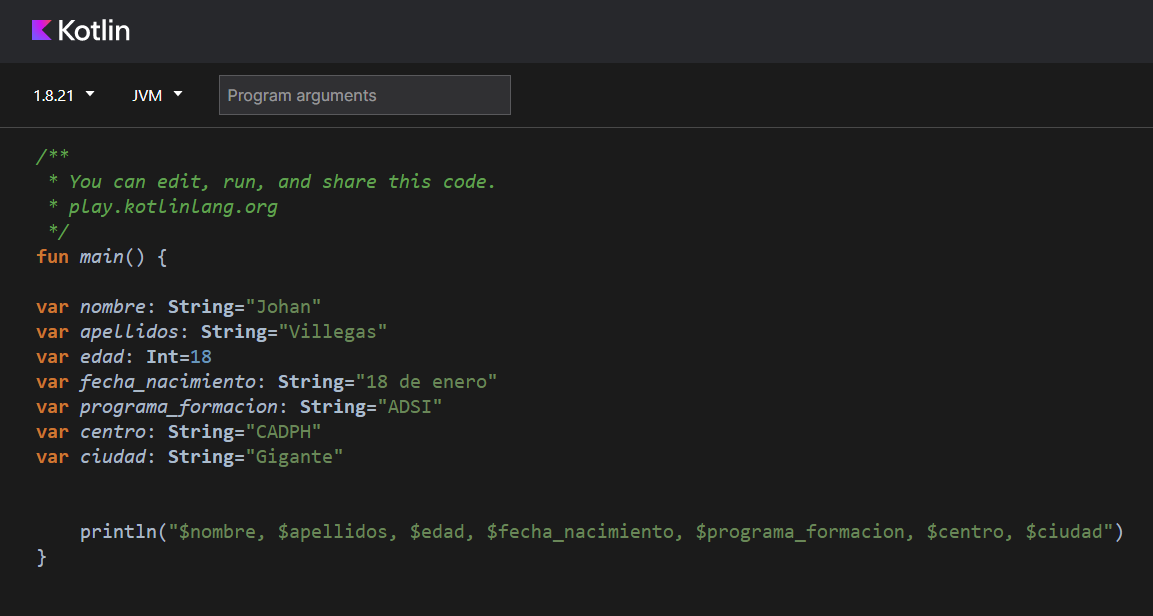 Kotlin
1.8.21 JVM Program arguments
/**
 * You can edit, run, and share this code.
 * play.kotlinlang.org
 */
fun main() {
var nombre: String="Johan"
var apellidos: String="Villegas"
var edad: Int=18
var fecha_nacimiento: String="18 de enero"
var programa_formacion: String="ADSI"
var centro: String="CADPH"
var ciudad: String="Gigante"
    println("$nombre, $apellidos, $edad, $fecha_nacimiento, $programa_formacion, $centro, $ciudad")
}